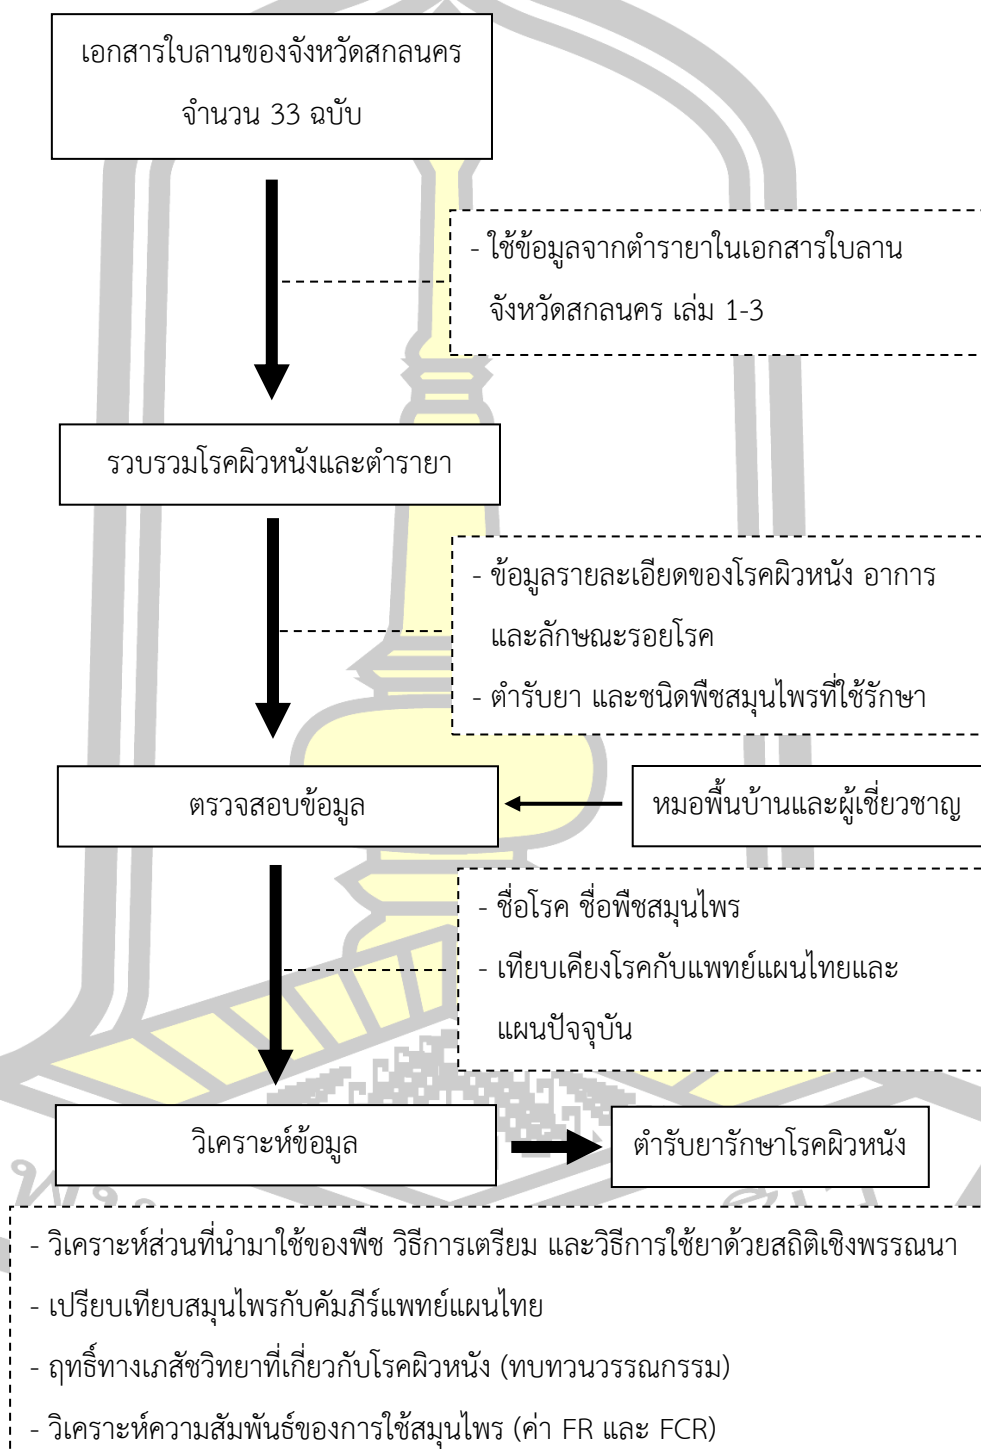 เอกสารใบลานของจังหวัดสกลนคร
จำนวน 33 ฉบับ
- ใช้ข้อมูลจากตำรายาในเอกสารใบลาน
จังหวัดสกลนคร เล่ม 1-3
รวบรวมโรคผิวหนังและตำรายา
- ข้อมูลรายละเอียดของโรคผิวหนัง อาการ
และลักษณะรอยโรค
- ตำรับยา และชนิดพืชสมุนไพรที่ใช้รักษา
ตรวจสอบข้อมูล
หมอพื้นบ้านและผู้เชี่ยวชาญ
- ชื่อโรค ชื่อพืชสมุนไพร
- เทียบเคียงโรคกับแพทย์แผนไทยและ
แผนปัจจุบัน
วิเคราะห์ข้อมูล
ตำรับยารักษาโรคผิวหนัง
- วิเคราะห์ส่วนที่นำมาใช้ของพืช วิธีการเตรียม และวิธีการใช้ยาด้วยสถิติเชิงพรรณนา
- เปรียบเทียบสมุนไพรกับคัมภีร์แพทย์แผนไทย
- ฤทธิ์ทางเภสัชวิทยาที่เกี่ยวกับโรคผิวหนัง (ทบทวนวรรณกรรม)
- วิเคราะห์ความสัมพันธ์ของการใช้สมุนไพร (ค่า FR และ FCR)